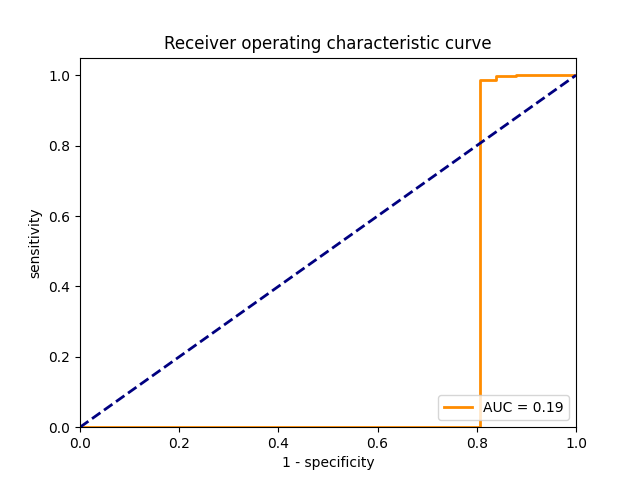 Receiver operating characteristic curve
1.0
0.8
0.6
0.4
0.2
0.0
sensitivity
AUC = 0.19
0.0 0.2 0.4 0.6 0.8 1.0
1 - specificity